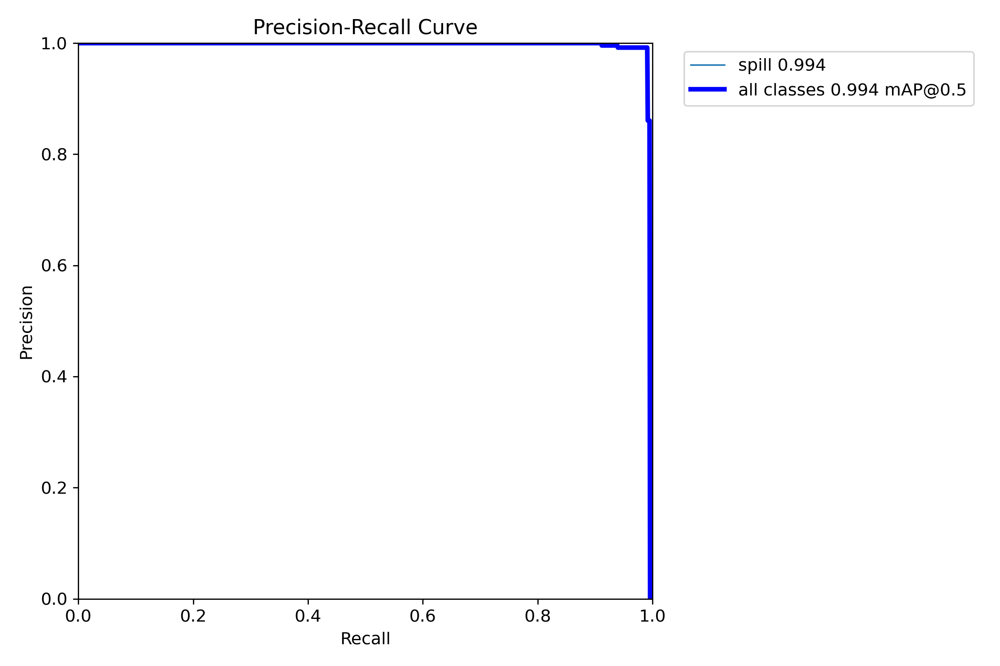 Precision-Recall Curve
1.0
0.8
0.6
0.4
0.2
0.0
Precision
0.0 0.2 0.4 0.6 0.8 1.0
Recall
spill 0.994
all classes 0.994 mAP@0.5